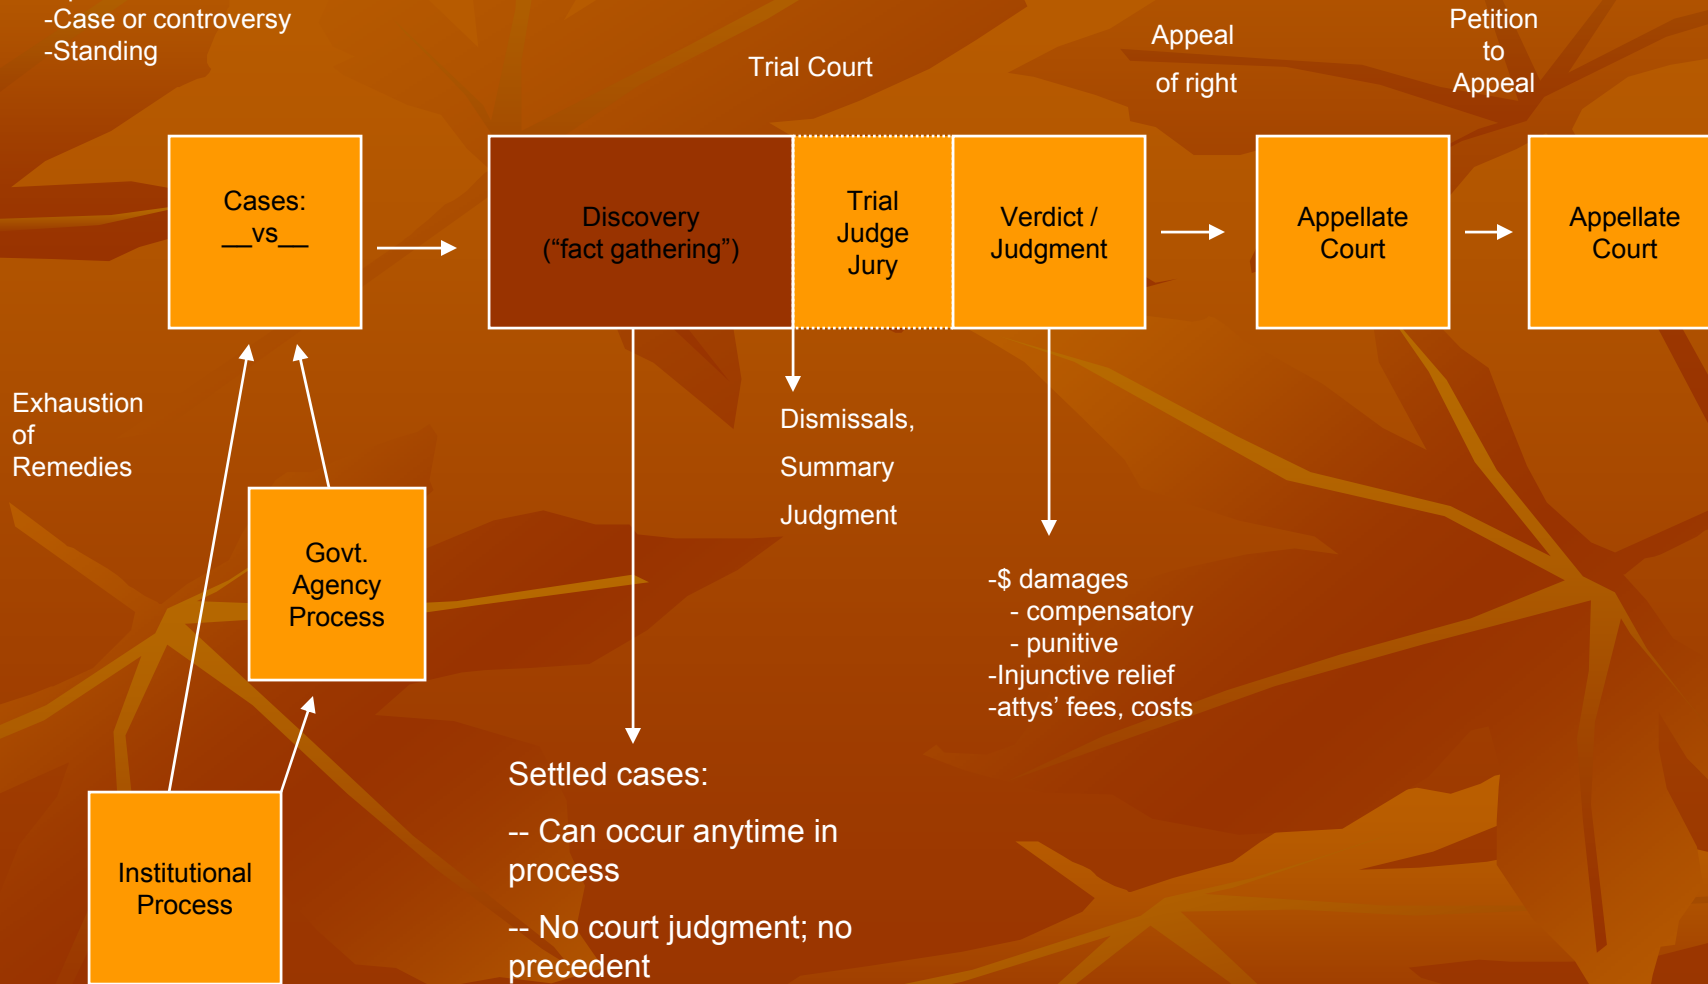 -Case or controversy
-Standing
Trial Court
Appeal
of right
Petition
to
Appeal
Cases:
__vs__
Discovery
(“fact gathering”)
Trial
Judge
Jury
Verdict /
Judgment
Appellate
Court
Appellate
Court
Exhaustion
of
Remedies
Dismissals,
Summary
Judgment
Govt.
Agency
Process
-$ damages
- compensatory
- punitive
-Injunctive relief
-attys’ fees, costs
Institutional
Process
Settled cases:
-- Can occur anytime in
process
-- No court judgment; no
precedent